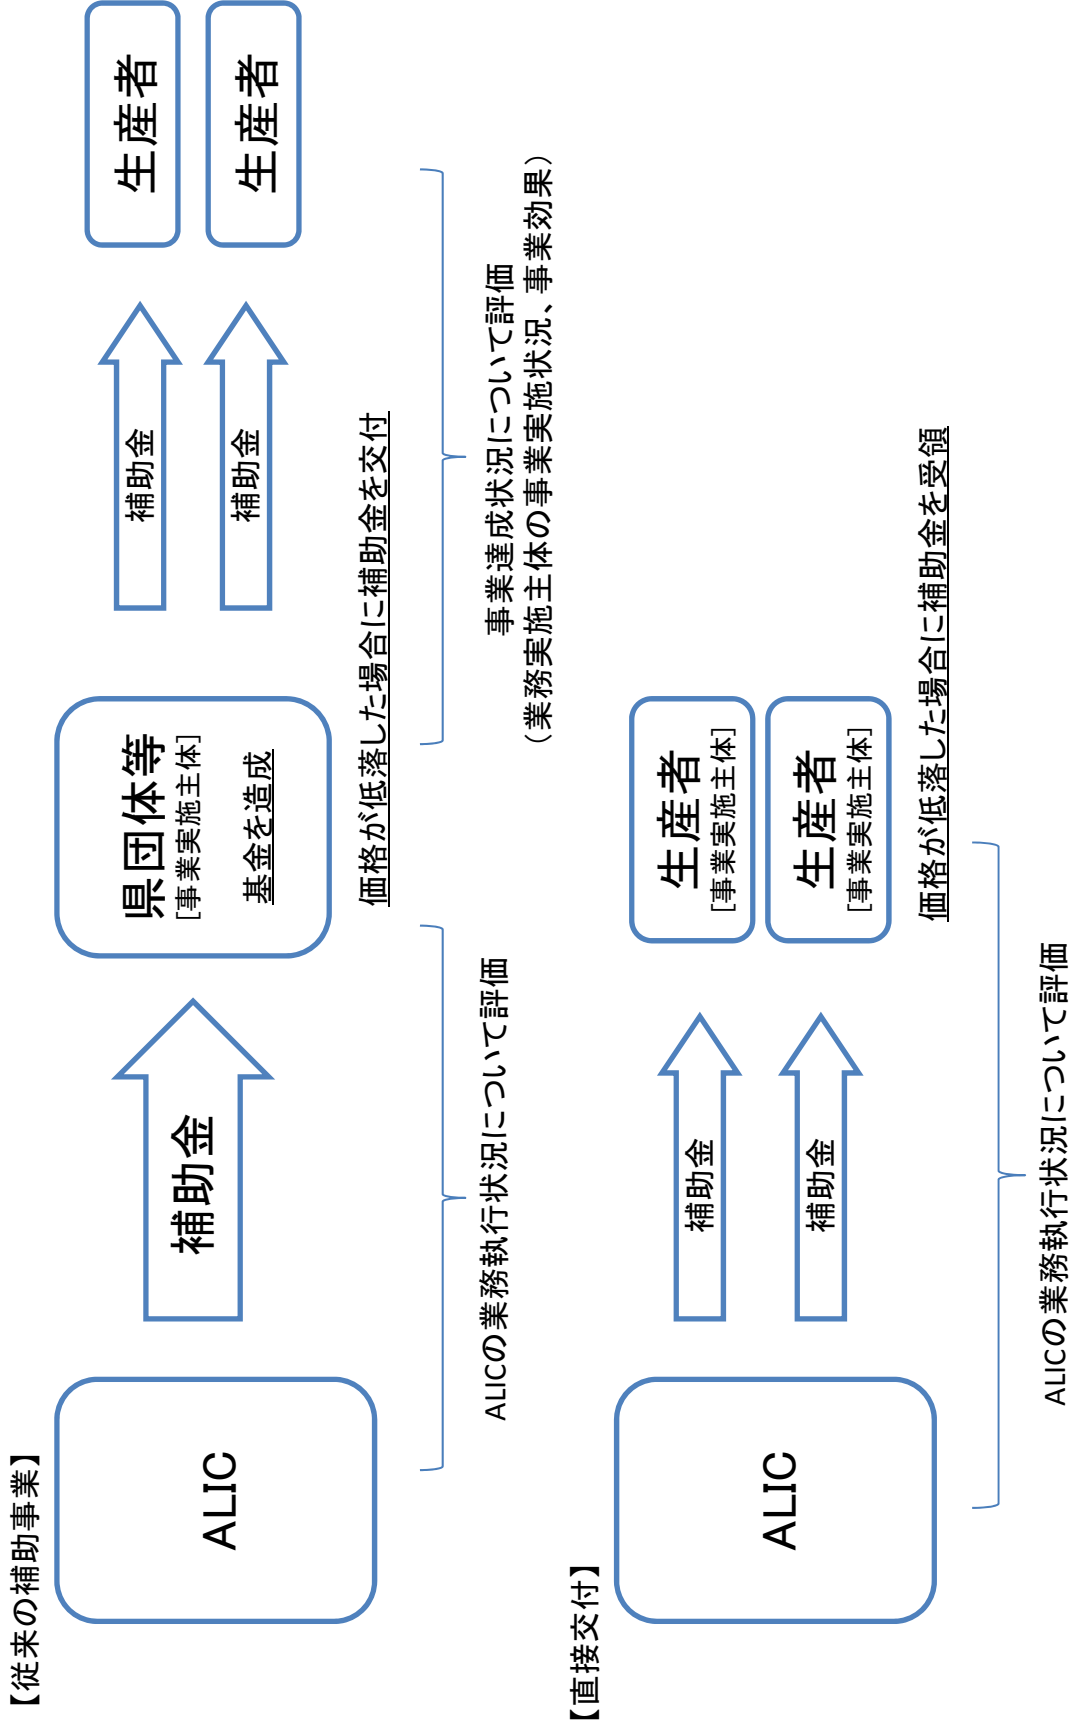 【従来の補助事業】
ALIC
補助金
県団体等
[事業実施主体]
基金を造成
補助金
補助金
生産者
生産者
価格が低落した場合に補助金を交付
ALICの業務執行状況について評価
事業達成状況について評価
（業務実施主体の事業実施状況、事業効果）
【直接交付】
ALIC
補助金
補助金
生産者
[事業実施主体]
生産者
[事業実施主体]
価格が低落した場合に補助金を受領
ALICの業務執行状況について評価